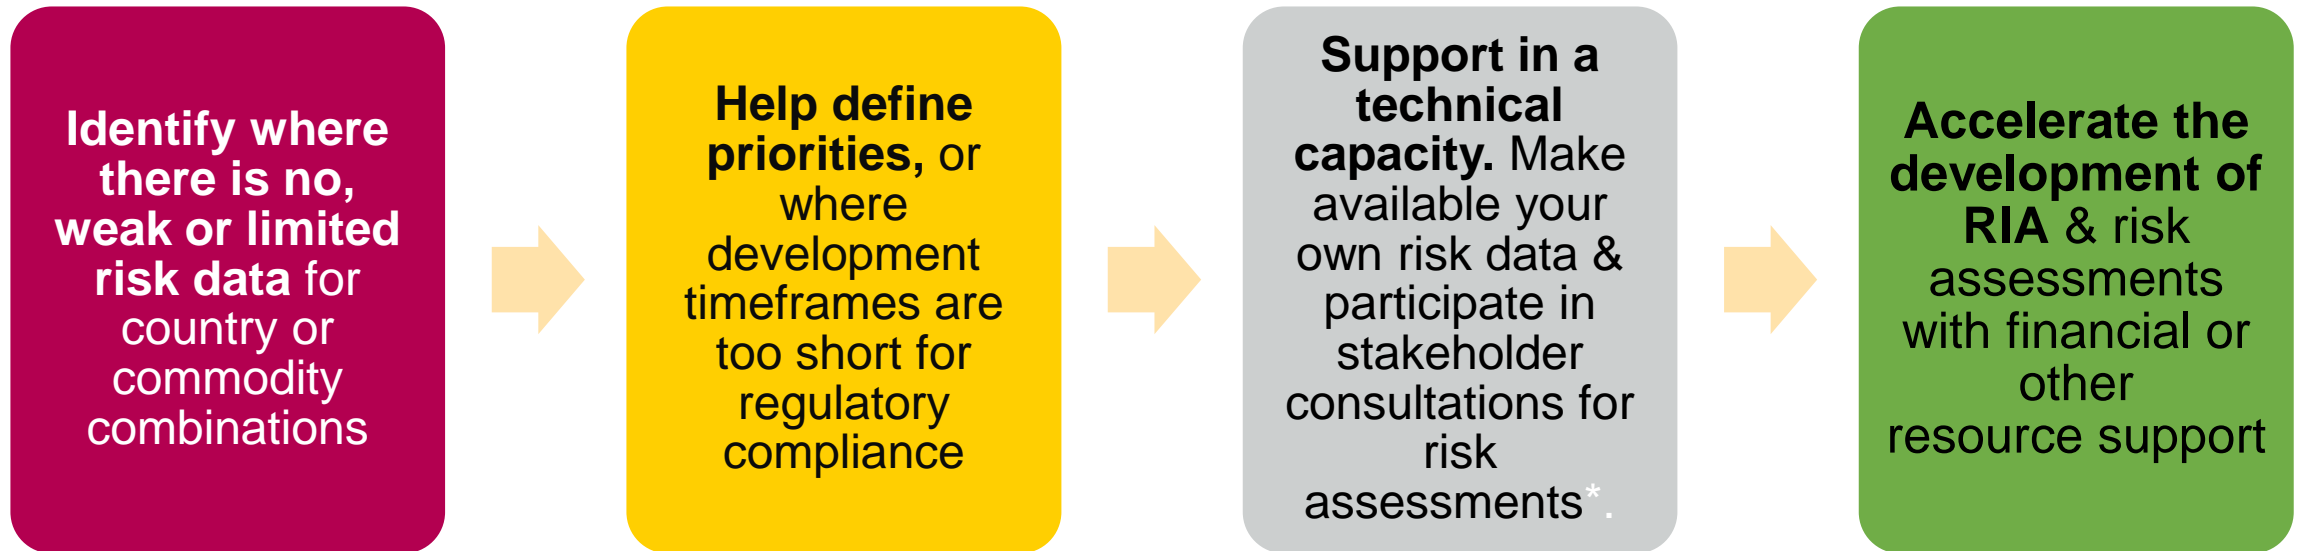 Identify where
there is no,
weak or limited
risk data for
country or
commodity
combinations
Help define
priorities, or
where
development
timeframes are
too short for
regulatory
compliance
Support in a
technical
capacity. Make
available your
own risk data &
participate in
stakeholder
consultations for
risk
assessments*.
Accelerate the
development of
RIA & risk
assessments
with financial or
other
resource support